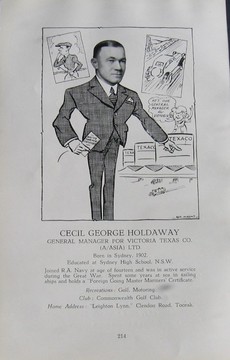 TEXACO
TEXACO
CECIL GEORGE HOLDAWAY
GENERAL MANAGER FOR VICTORIA TEXAS CO.
(A/ASIA) LTD.
Born in Sydney, 1902.
Educated at Sydney High School, N.S.W.
Joined R.A. Navy at age of fourteen and was in active service
during the Great War. Spent some years at sea in sailing
ships and holds a "Foreign Going Master Mariners" Certificate.
Recreations: Golf, Motoring
Club: Commonwealth Golf Club
Home Address: "Leighton Lynn," Clendon Road, Toorak.
214